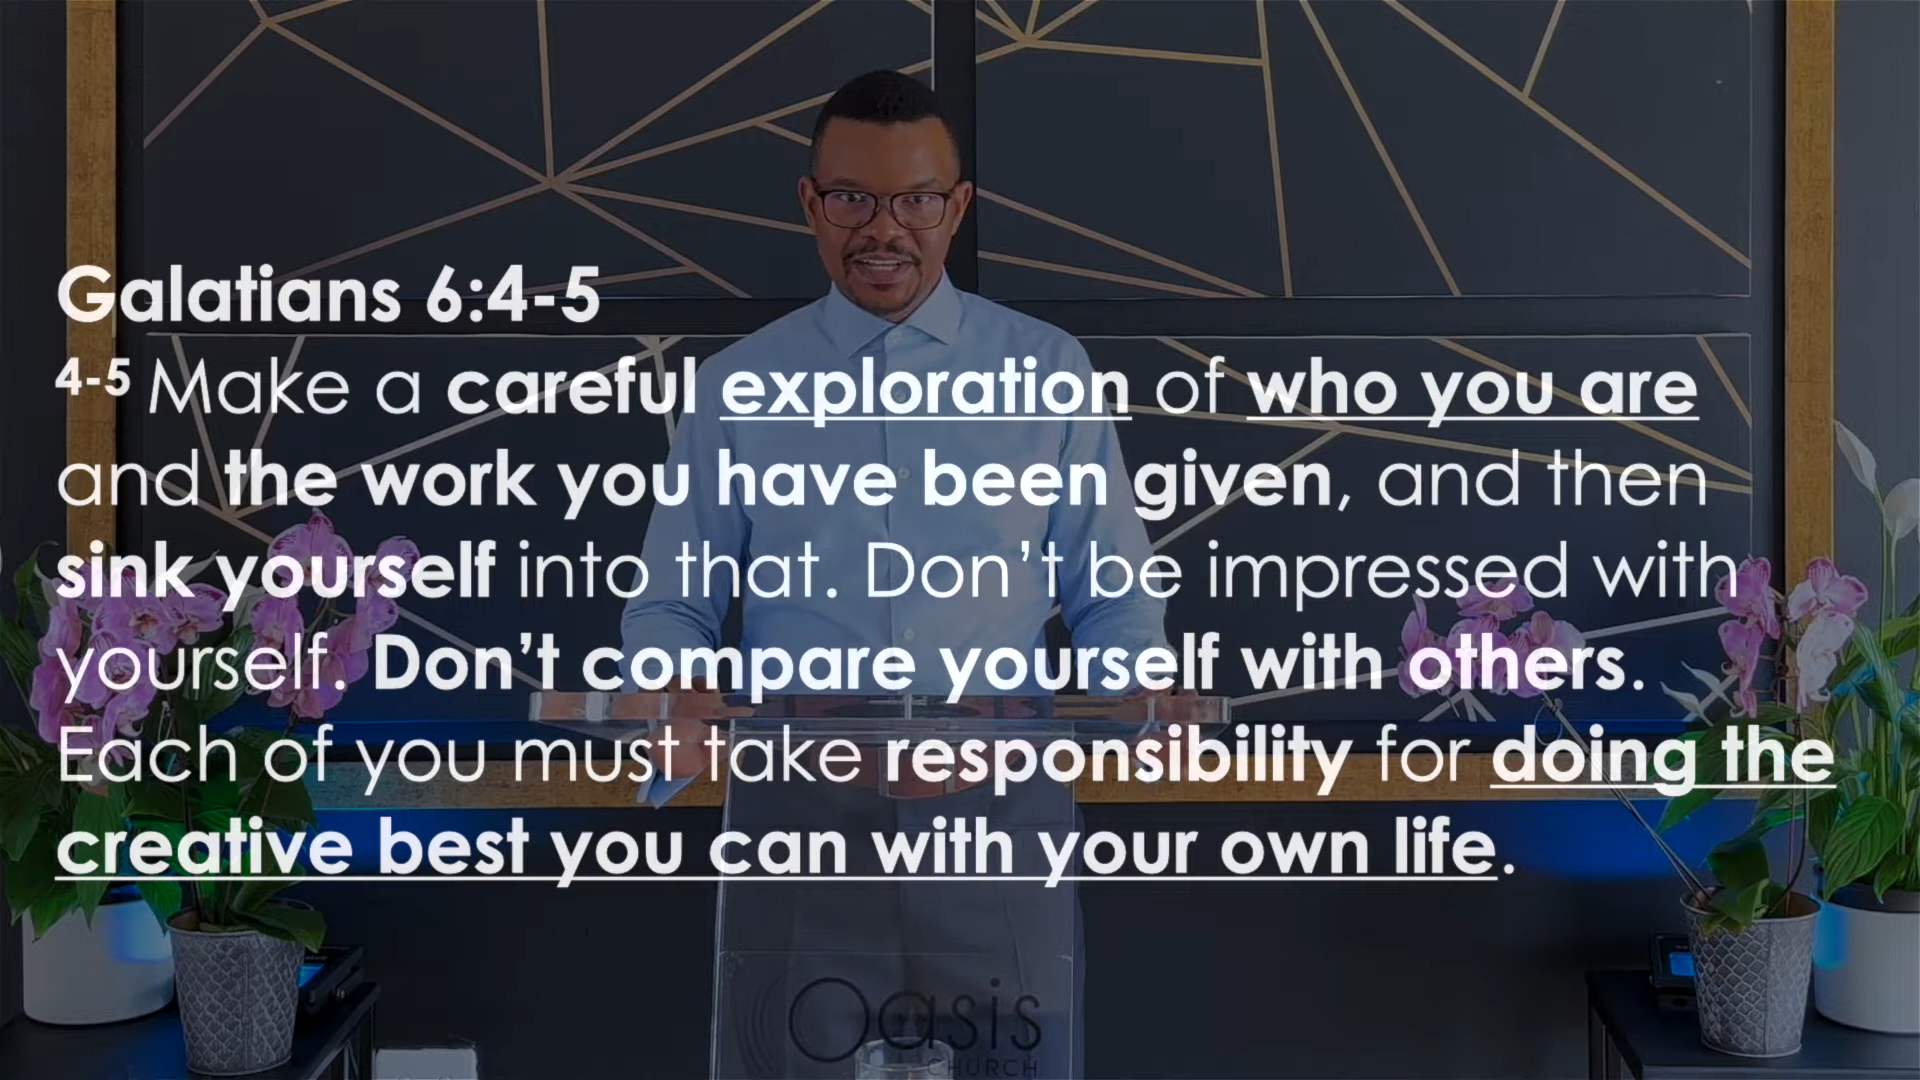 Galatians 6:4-5
4-5 Make a careful exploration of who you are
and the work you have been given, and then
sink yourself into that. Don’t be impressed with
yourself. Don’t compare yourself with others.
Each of you must take responsibility for doing the
creative best you can with your own life.
Oasis
CHURCH